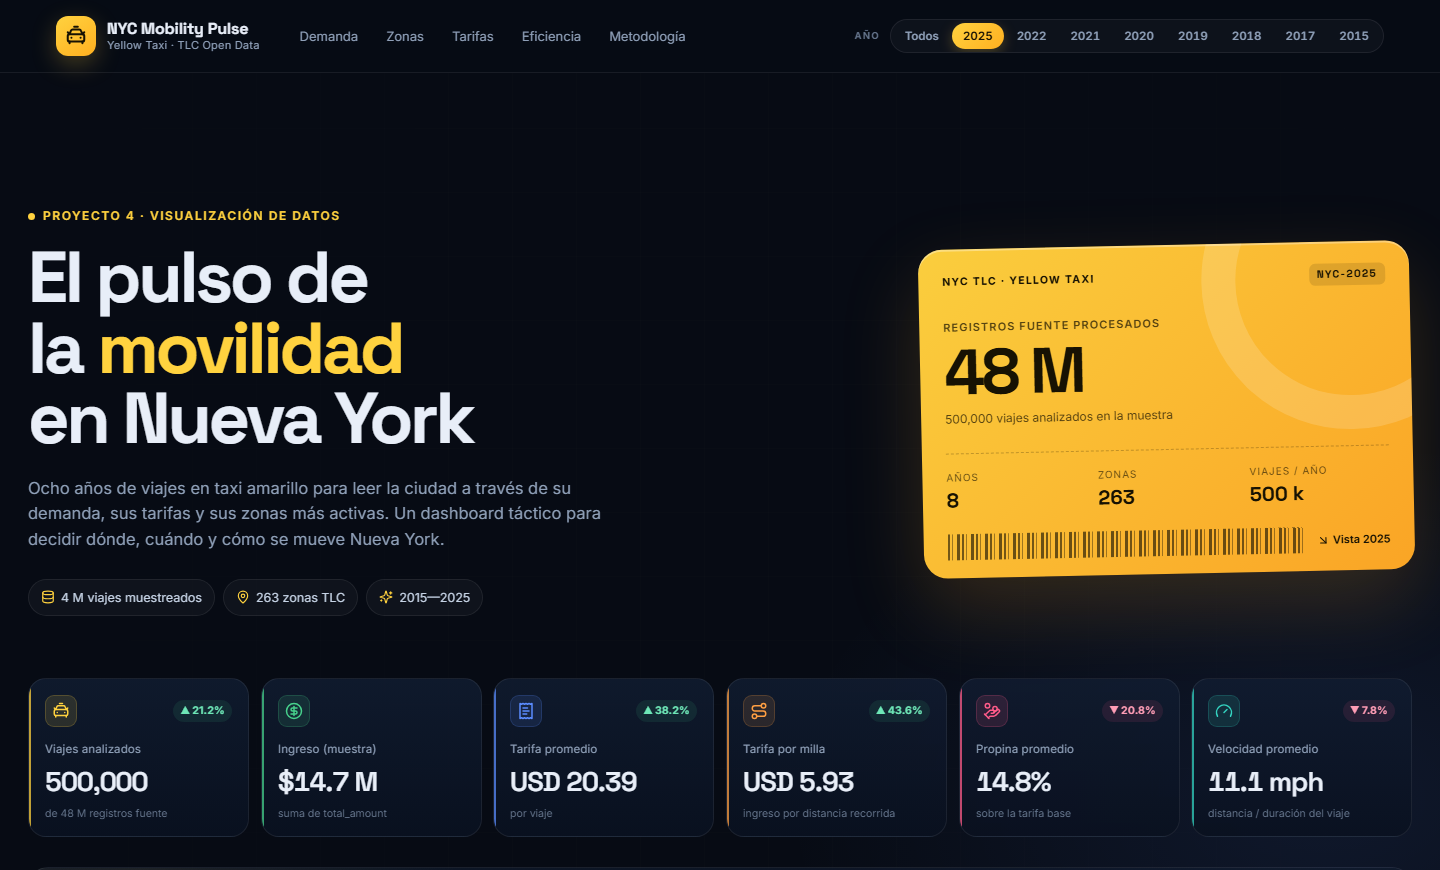 NYC Mobility Pulse
Yellow Taxi · TLC Open Data
Demanda
Zonas
Tarifas
Eficiencia
Metodología
AÑO
Todos
2025
2022
2021
2020
2019
2018
2017
2015
PROYECTO 4 · VISUALIZACIÓN DE DATOS
El pulso de
la movilidad
en Nueva York
Ocho años de viajes en taxi amarillo para leer la ciudad a través de su
demanda, sus tarifas y sus zonas más activas. Un dashboard táctico para
decidir dónde, cuándo y cómo se mueve Nueva York.
4 M viajes muestreados
263 zonas TLC
2015—2025
NYC TLC · YELLOW TAXI
NYC-2025
REGISTROS FUENTE PROCESADOS
48 M
500,000 viajes analizados en la muestra
AÑOS
8
ZONAS
263
VIAJES / AÑO
500 k
Vista 2025
▲ 21.2%
Viajes analizados
500,000
de 48 M registros fuente
Ingreso (muestra)
$14.7 M
suma de total_amount
▲ 38.2%
Tarifa promedio
USD 20.39
por viaje
▲ 43.6%
Tarifa por milla
USD 5.93
ingreso por distancia recorrida
▼ 20.8%
Propina promedio
14.8%
sobre la tarifa base
▼ 7.8%
Velocidad promedio
11.1 mph
distancia / duración del viaje